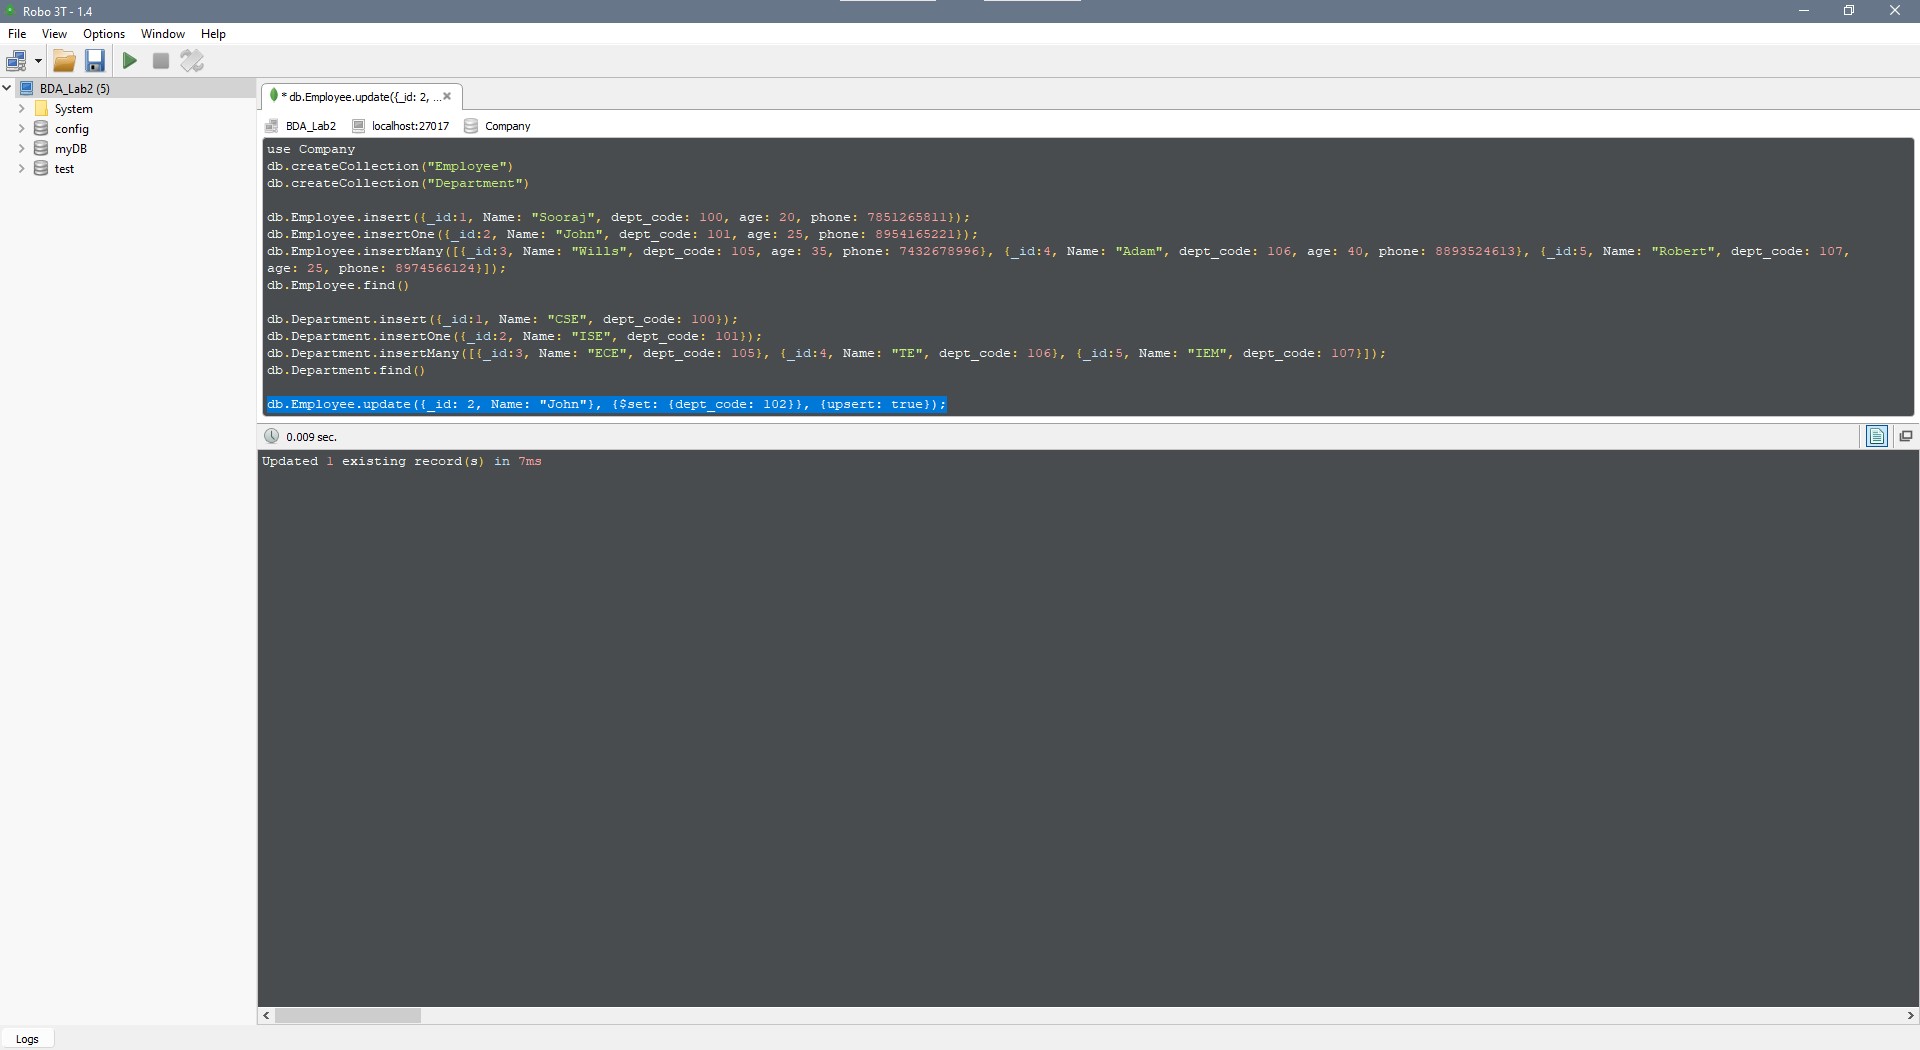 Robo 3T - 1.4
File View Options Window Help
BDA_Lab2 (5)
System
config
myDB
test
* db.Employee.update({_id: 2, ...
BDA_Lab2 localhost:27017 Company
use Company
db.createCollection("Employee")
db.createCollection("Department")
db.Employee.insert({_id:1, Name: "Sooraj", dept_code: 100, age: 20, phone: 7851265811});
db.Employee.insertOne({_id:2, Name: "John", dept_code: 101, age: 25, phone: 8954165221});
db.Employee.insertMany([{_id:3, Name: "Wills", dept_code: 105, age: 35, phone: 7432678996}, {_id:4, Name: "Adam", dept_code: 106, age: 40, phone: 8893524613}, {_id:5, Name: "Robert", dept_code: 107,
age: 25, phone: 8974566124}]);
db.Employee.find()
db.Department.insert({_id:1, Name: "CSE", dept_code: 100});
db.Department.insertOne({_id:2, Name: "ISE", dept_code: 101});
db.Department.insertMany([{_id:3, Name: "ECE", dept_code: 105}, {_id:4, Name: "TE", dept_code: 106}, {_id:5, Name: "IEM", dept_code: 107}]);
db.Department.find()
db.Employee.update({_id: 2, Name: "John"}, {$set: {dept_code: 102}}, {upsert: true});
0.009 sec.
Updated 1 existing record(s) in 7ms
Logs